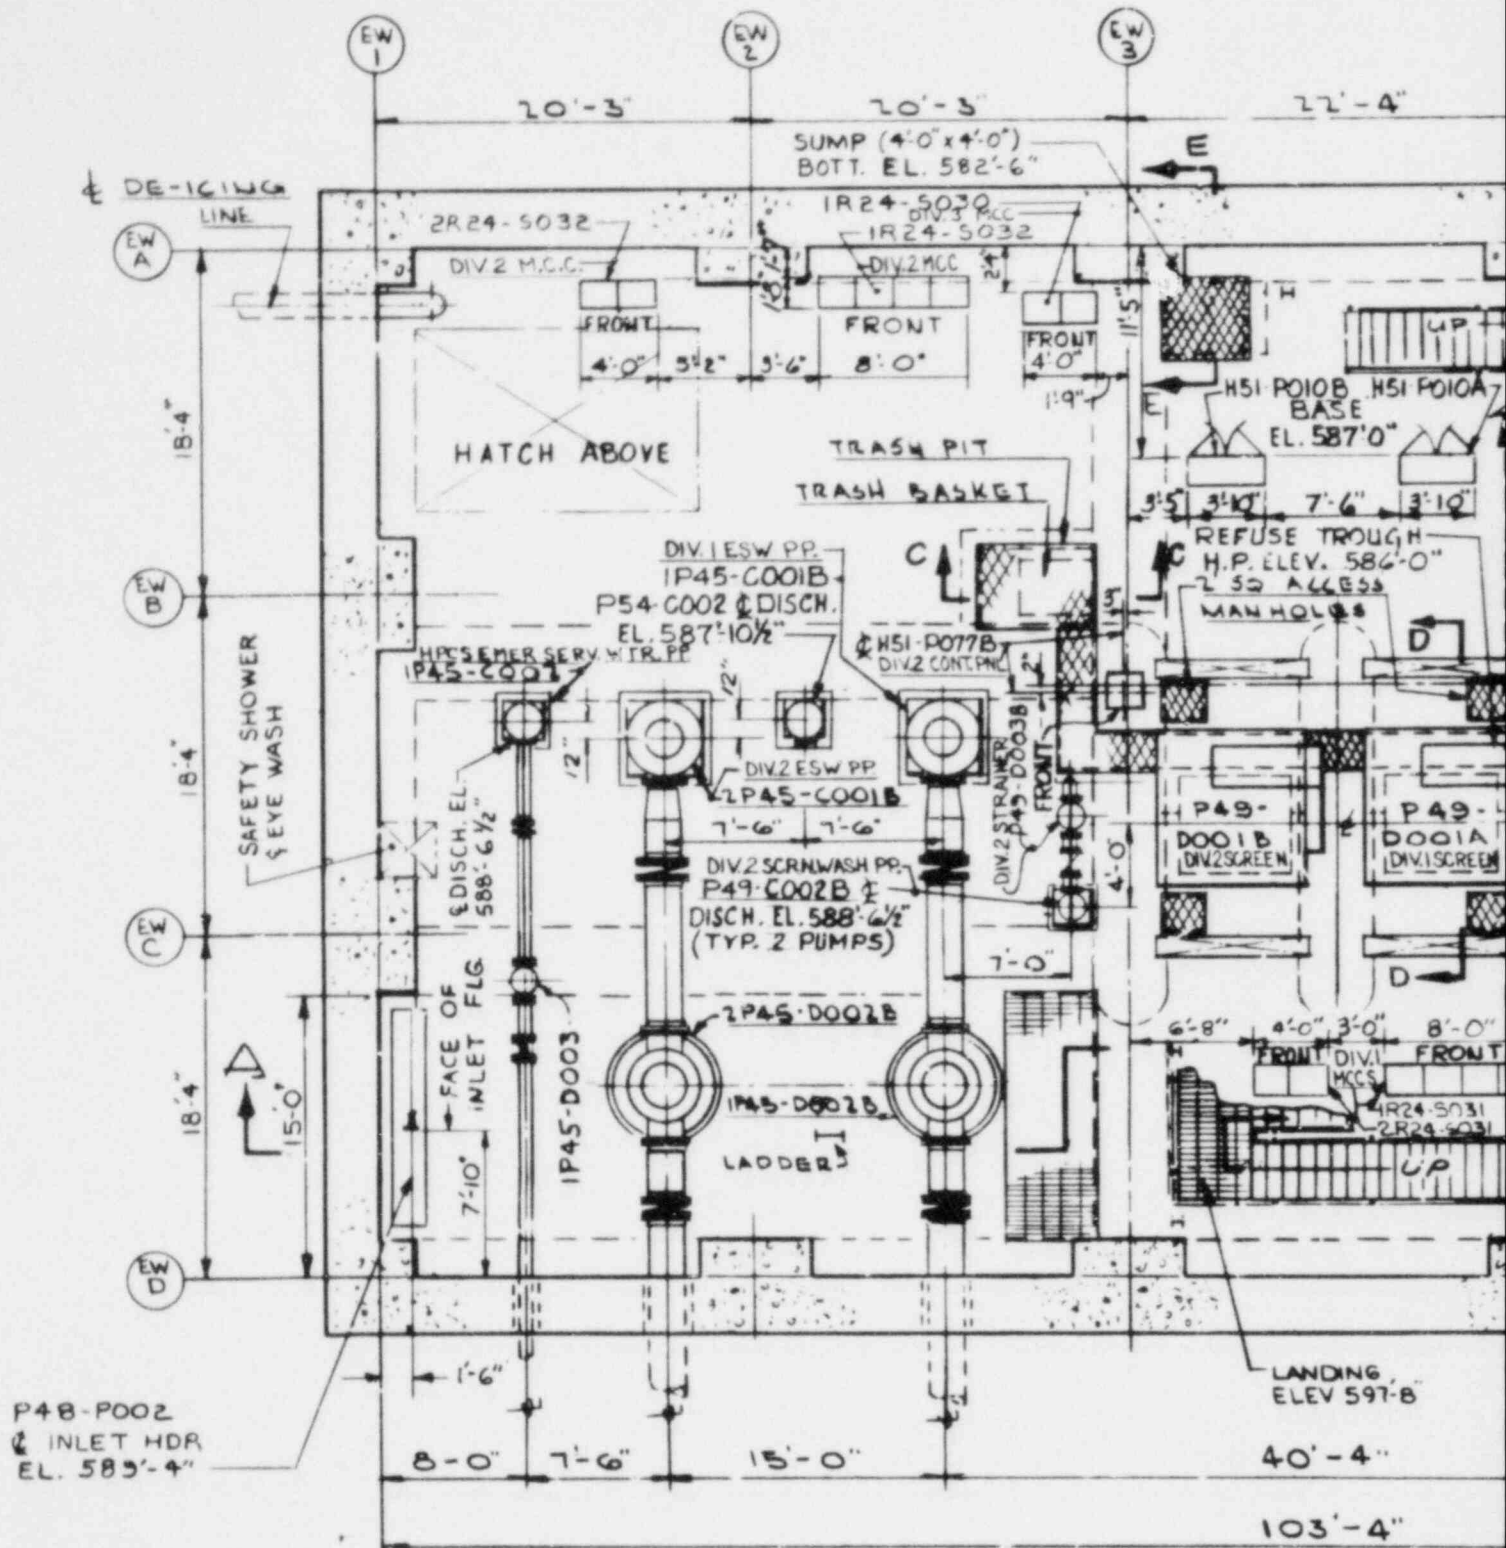 EW
1
EW
2
EW
3
20'-3"
20'-3"
22'-4"
SUMP (4'-0" x 4'-0")
BOTT. EL. 582'-6"
E
℄ DE-ICING
LINE
EW
A
2R24-S032
DIV.2 M.C.C.
1R24-S030
DIV.3 MCC
1R24-S032
DIV.2 MCC
1'-8"
2'4"
11'5"
FRONT
FRONT
FRONT
4'-0"
5'2"
3'-6"
8'-0"
4'0"
1'9"
UP
E
H51-P010B
H51 P010A
BASE
EL. 587'0"
HATCH ABOVE
TRASH PIT
TRASH BASKET
18'-4"
3'5"
3'-10"
7'-6"
3'-10"
REFUSE TROUGH
H.P. ELEV. 586'-0"
2 SQ ACCESS
MAN HOLES
C
C
EW
B
DIV. 1 ESW PP.
1P45-C001B
P54-C002 ℄ DISCH.
EL. 587'-10½"
℄ H51-P077B
DIV.2 CONT.PNL
D
HPCS EMER SERV. WTR. PP
1P45-C002
12"
12"
2"
SAFETY SHOWER
& EYE WASH
18'-4"
DIV.2 ESW PP.
2P45-C001B
7'-6"
7'-6"
DIV.2 STRAINER
P49-D003B
FRONT
4'-0"
P49-
D001B
DIV.2 SCREEN
P49-
D001A
DIV.1 SCREEN
℄ DISCH. EL.
588'-6½"
DIV.2 SCRN.WASH PP.
P49-C002B ℄
DISCH. EL. 588'-6½"
(TYP. 2 PUMPS)
EW
C
7'-0"
D
FACE OF
INLET FLG.
2P45-D002B
6'-8"
4'-0"
3'-0"
8'-0"
FRONT
DIV.1
MCCS
FRONT
1R24-S031
2R24-S031
A
18'-4"
15'-0"
7'-10"
1P45-D003
1P45-D002B
LADDER
UP
EW
D
1'-6"
LANDING
ELEV 597-8"
P48-P002
℄ INLET HDR
EL. 589'-4"
8-0"
7'-6"
15'-0"
40'-4"
103'-4"